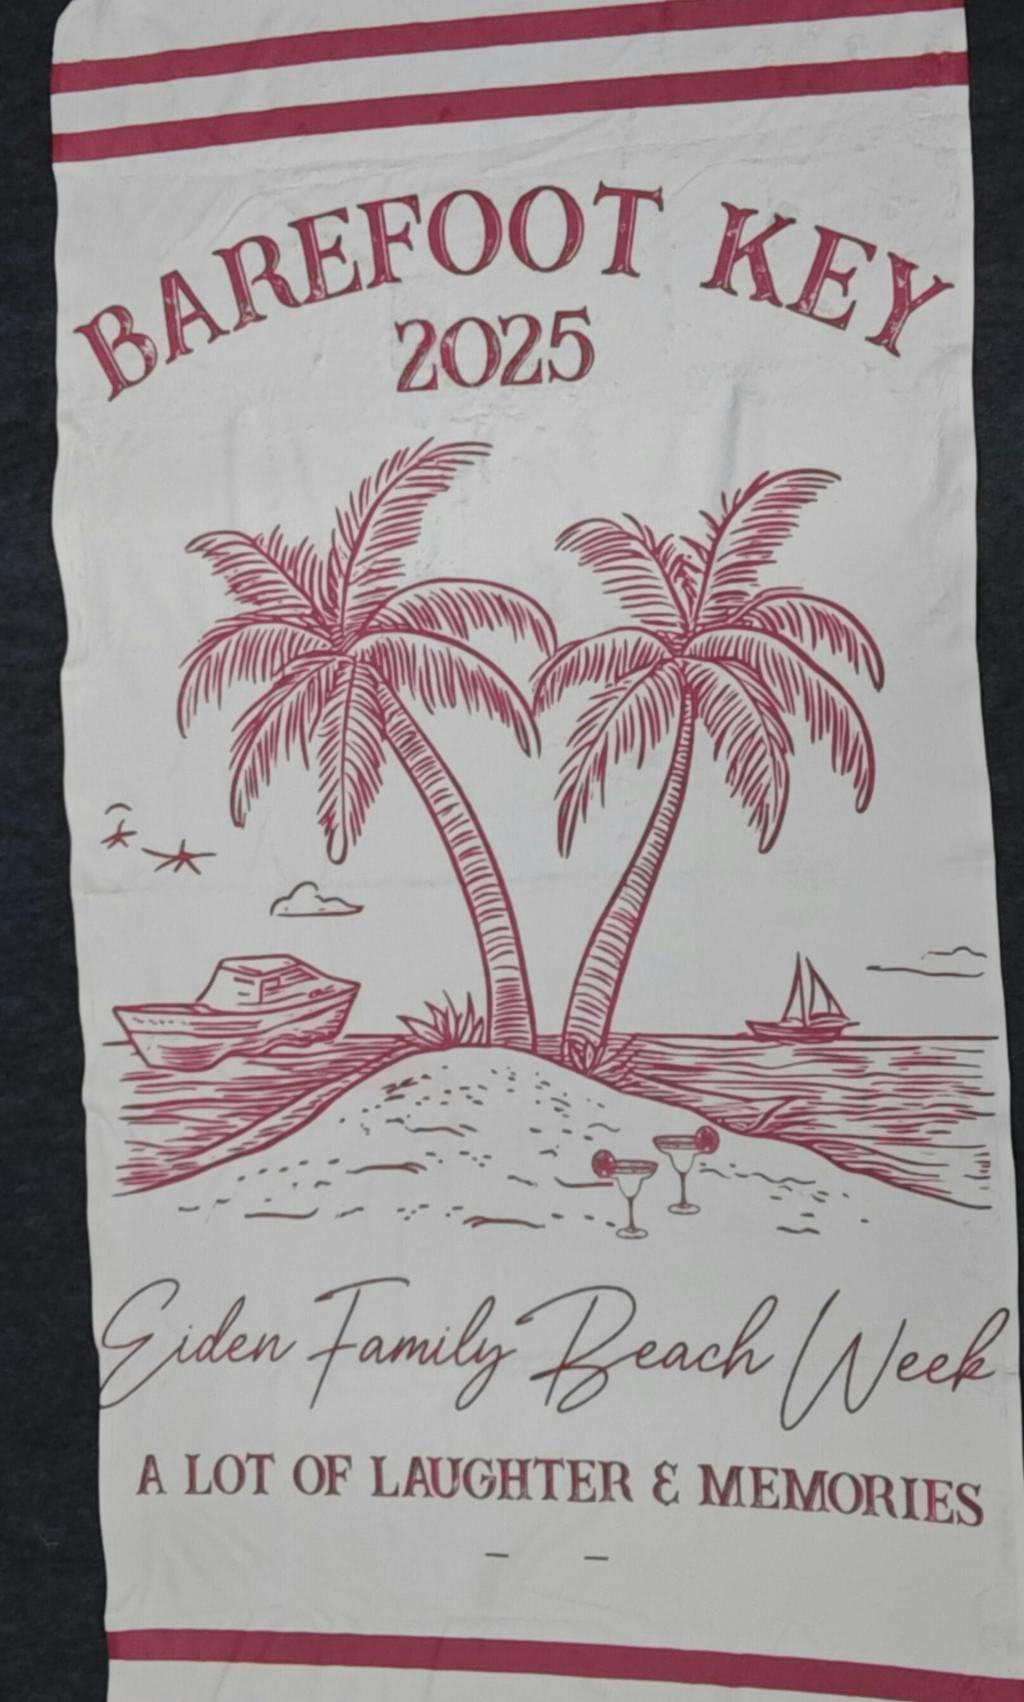 BAREFOOT KEY
2025
Eiden Family Beach Week
A LOT OF LAUGHTER & MEMORIES
– –